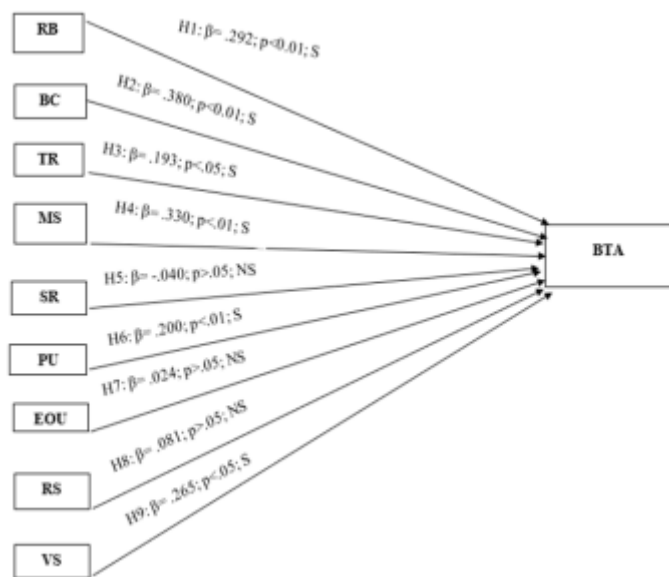 RB
H1: β= .292; p<0.01; S
BC
H2: β= .380; p<0.01; S
TR
H3: β= .193; p<.05; S
MS
H4: β= .330; p<.01; S
BTA
SR
H5: β= -.040; p>.05; NS
PU
H6: β= .200; p<.01; S
EOU
H7: β= .024; p>.05; NS
RS
H8: β= .081; p>.05; NS
VS
H9: β= .265; p<.05; S